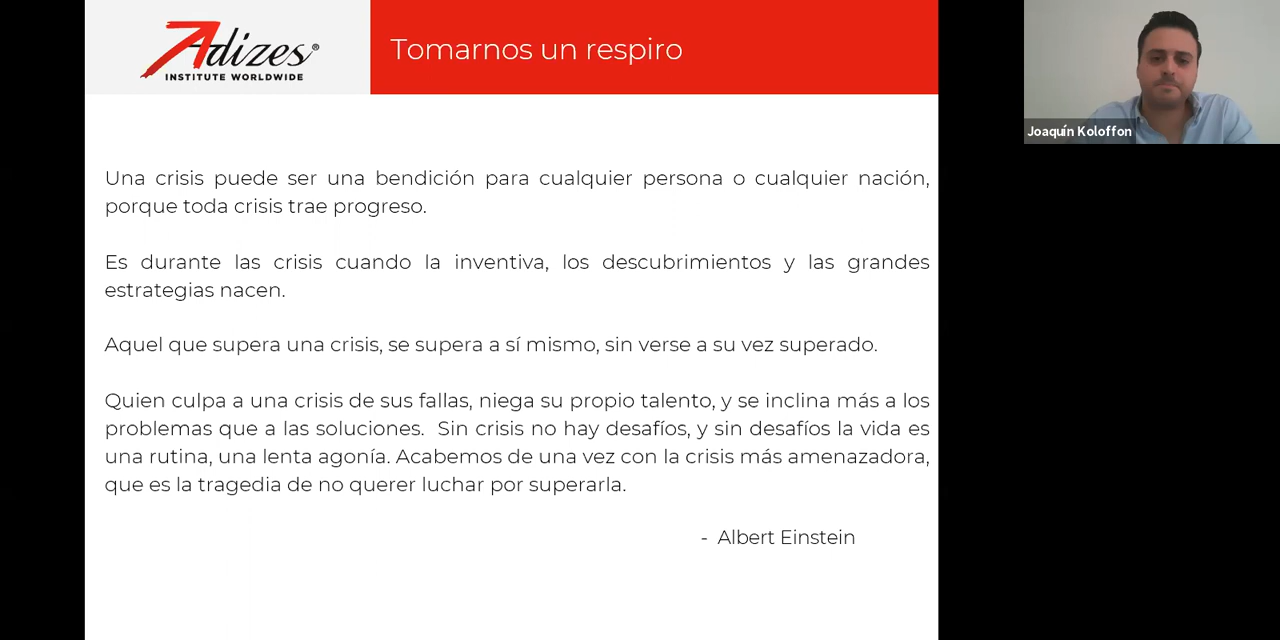 Adizes®
INSTITUTE WORLDWIDE
Tomarnos un respiro
Joaquín Koloffon
Una crisis puede ser una bendición para cualquier persona o cualquier nación,
porque toda crisis trae progreso.
Es durante las crisis cuando la inventiva, los descubrimientos y las grandes
estrategias nacen.
Aquel que supera una crisis, se supera a sí mismo, sin verse a su vez superado.
Quien culpa a una crisis de sus fallas, niega su propio talento, y se inclina más a los
problemas que a las soluciones.  Sin crisis no hay desafíos, y sin desafíos la vida es
una rutina, una lenta agonía. Acabemos de una vez con la crisis más amenazadora,
que es la tragedia de no querer luchar por superarla.
- Albert Einstein